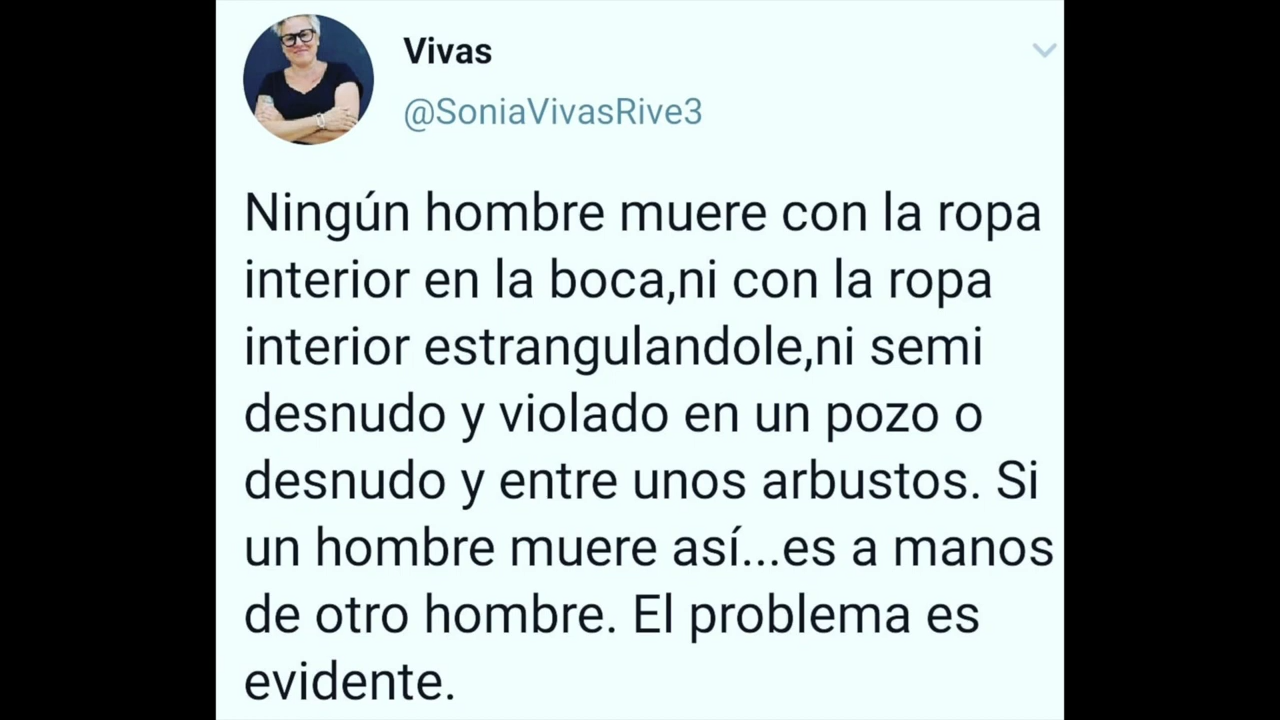 Vivas
@SoniaVivasRive3
Ningún hombre muere con la ropa
interior en la boca,ni con la ropa
interior estrangulandole,ni semi
desnudo y violado en un pozo o
desnudo y entre unos arbustos. Si
un hombre muere así...es a manos
de otro hombre. El problema es
evidente.